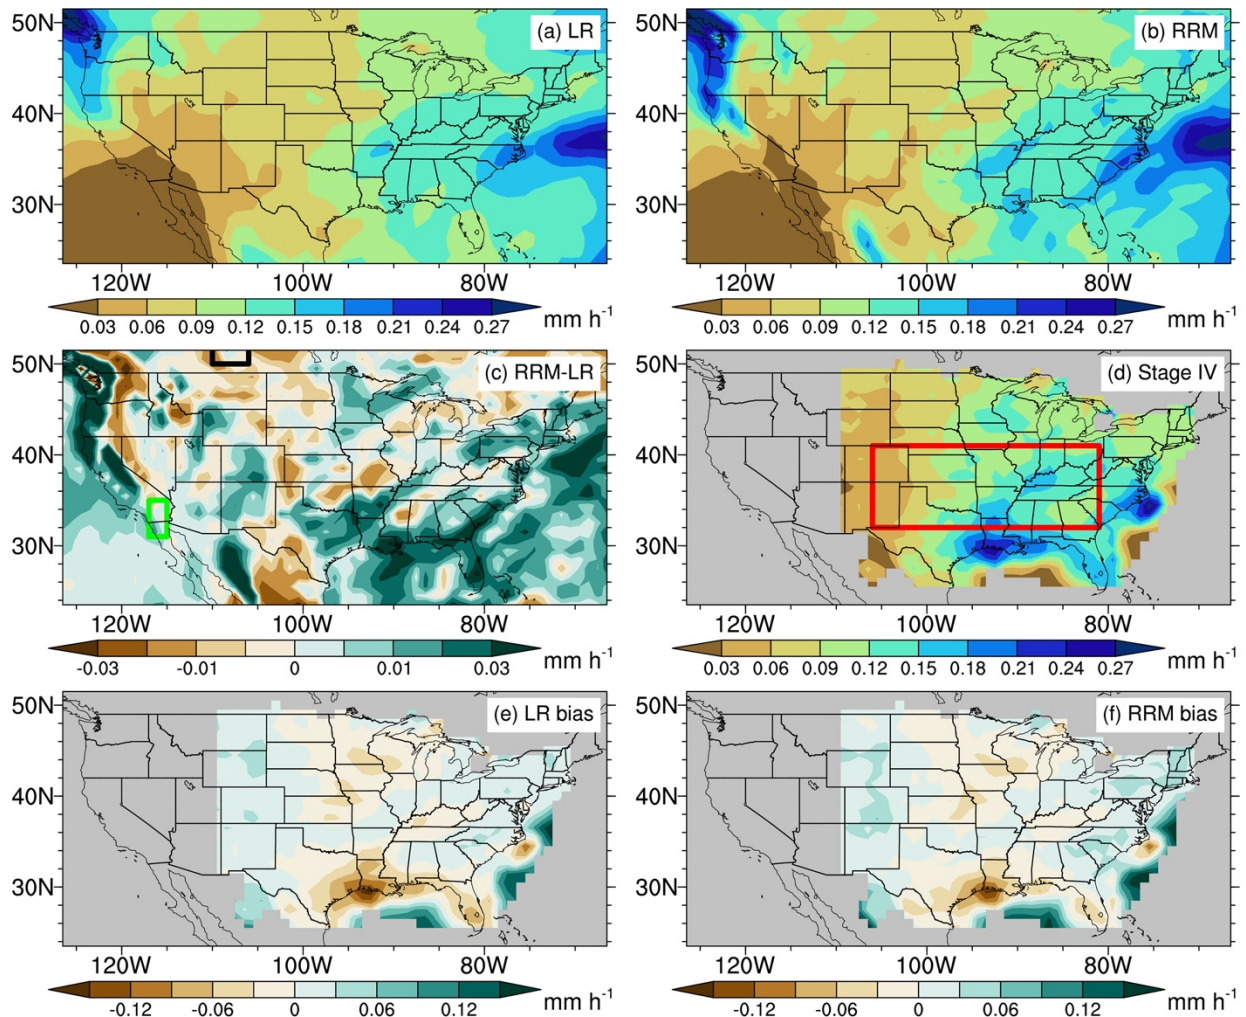 50N
40N
30N
(a) LR
120W 100W 80W
0.03 0.06 0.09 0.12 0.15 0.18 0.21 0.24 0.27 mm h⁻¹
50N
40N
30N
(b) RRM
120W 100W 80W
0.03 0.06 0.09 0.12 0.15 0.18 0.21 0.24 0.27 mm h⁻¹
50N
40N
30N
(c) RRM-LR
120W 100W 80W
-0.03 -0.01 0 0.01 0.03 mm h⁻¹
50N
40N
30N
(d) Stage IV
120W 100W 80W
0.03 0.06 0.09 0.12 0.15 0.18 0.21 0.24 0.27 mm h⁻¹
50N
40N
30N
(e) LR bias
120W 100W 80W
-0.12 -0.06 0 0.06 0.12 mm h⁻¹
50N
40N
30N
(f) RRM bias
120W 100W 80W
-0.12 -0.06 0 0.06 0.12 mm h⁻¹